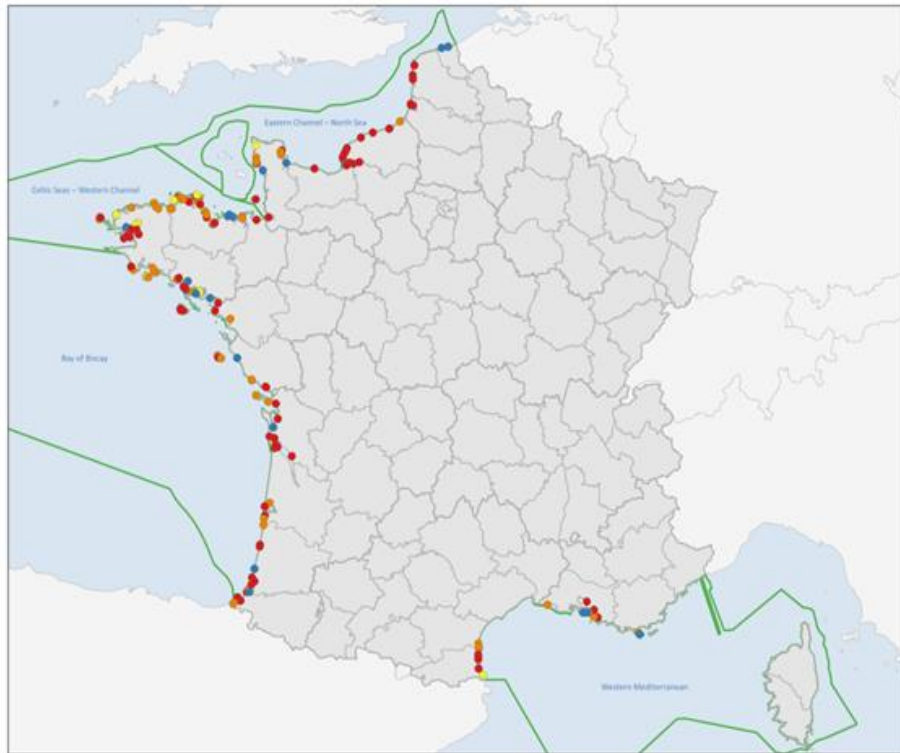 Eastern Channel – North Sea
Celtic Seas – Western Channel
Bay of Biscay
Western Mediterranean